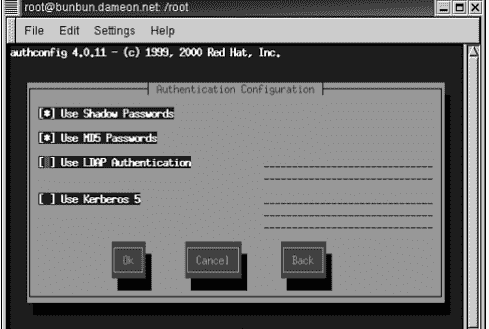 root@bunbun.dameon.net: /root
File Edit Settings Help
authconfig 4.0.11 - (c) 1999, 2000 Red Hat, Inc.
Authentication Configuration
[*] Use Shadow Passwords
[*] Use MD5 Passwords
[ ] Use LDAP Authentication
[ ] Use Kerberos 5
Ok Cancel Back